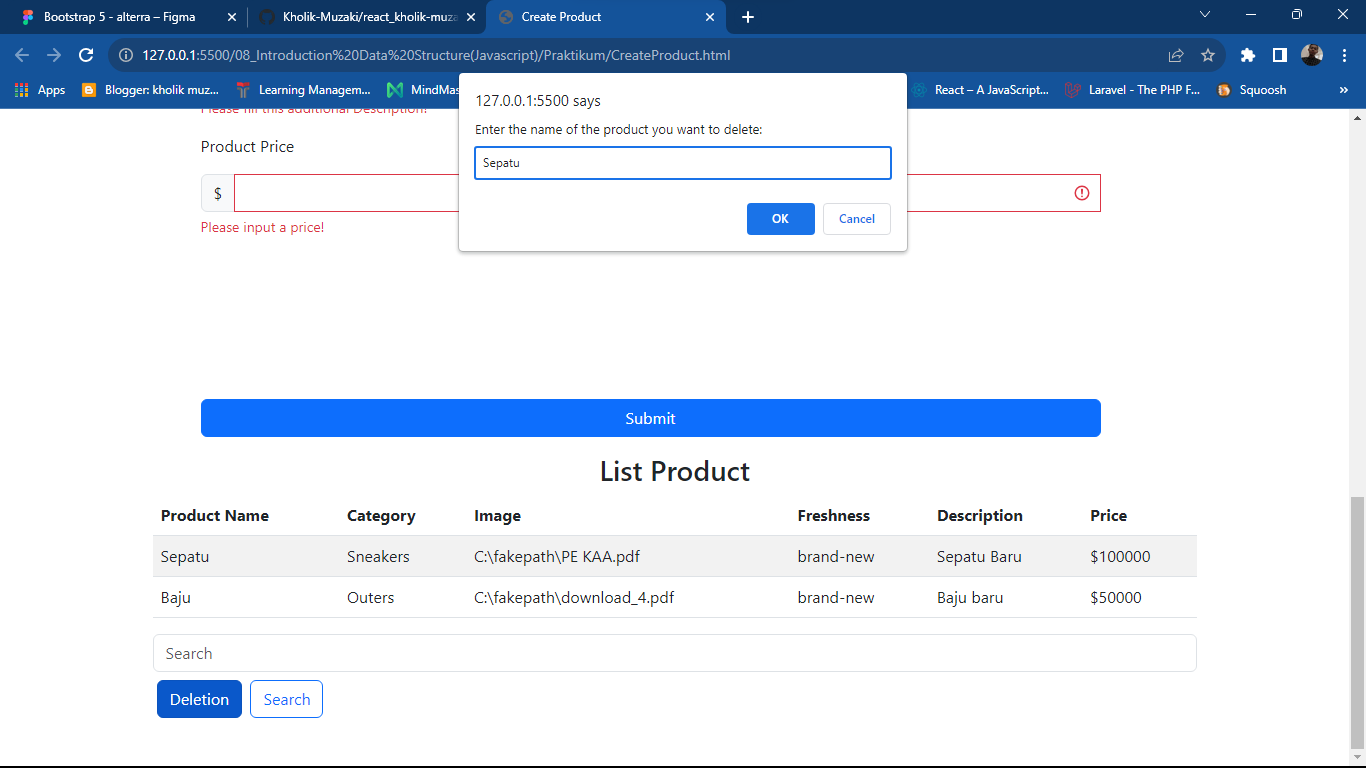 Bootstrap 5 - alterra – Figma
Kholik-Muzaki/react_kholik-muza
Create Product
127.0.0.1:5500/08_Introduction%20Data%20Structure(Javascript)/Praktikum/CreateProduct.html
Apps
Blogger: kholik muz...
Learning Managem...
MindMas
React – A JavaScript...
Laravel - The PHP F...
Squoosh
»
127.0.0.1:5500 says
Enter the name of the product you want to delete:
Sepatu
OK Cancel
Please fill this additional Description!
Product Price
$
Please input a price!
Submit
List Product
Product Name Category Image Freshness Description Price
Sepatu Sneakers C:\fakepath\PE KAA.pdf brand-new Sepatu Baru $100000
Baju Outers C:\fakepath\download_4.pdf brand-new Baju baru $50000
Search
Deletion Search